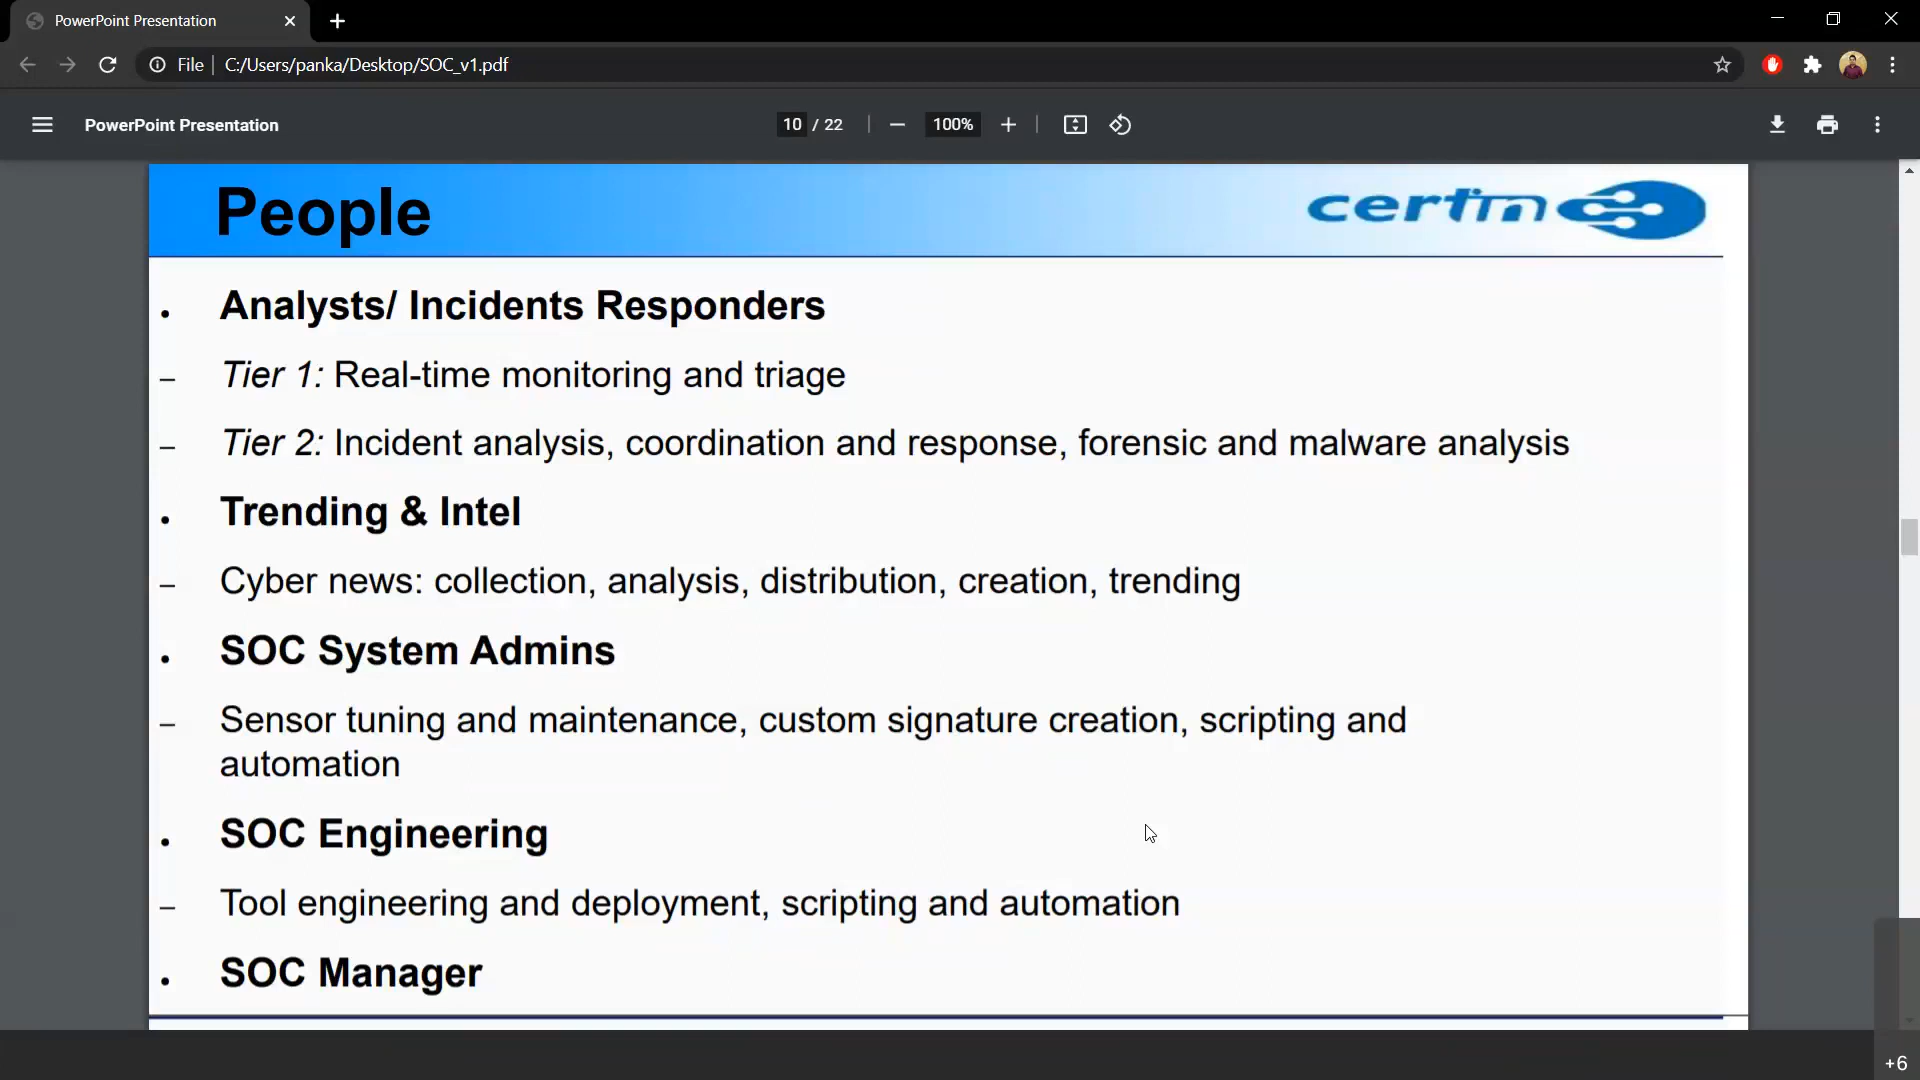 PowerPoint Presentation
File
C:/Users/panka/Desktop/SOC_v1.pdf
PowerPoint Presentation
10 / 22
100%
People
certin
• Analysts/ Incidents Responders
– Tier 1: Real-time monitoring and triage
– Tier 2: Incident analysis, coordination and response, forensic and malware analysis
• Trending & Intel
– Cyber news: collection, analysis, distribution, creation, trending
• SOC System Admins
– Sensor tuning and maintenance, custom signature creation, scripting and
automation
• SOC Engineering
– Tool engineering and deployment, scripting and automation
• SOC Manager
+6